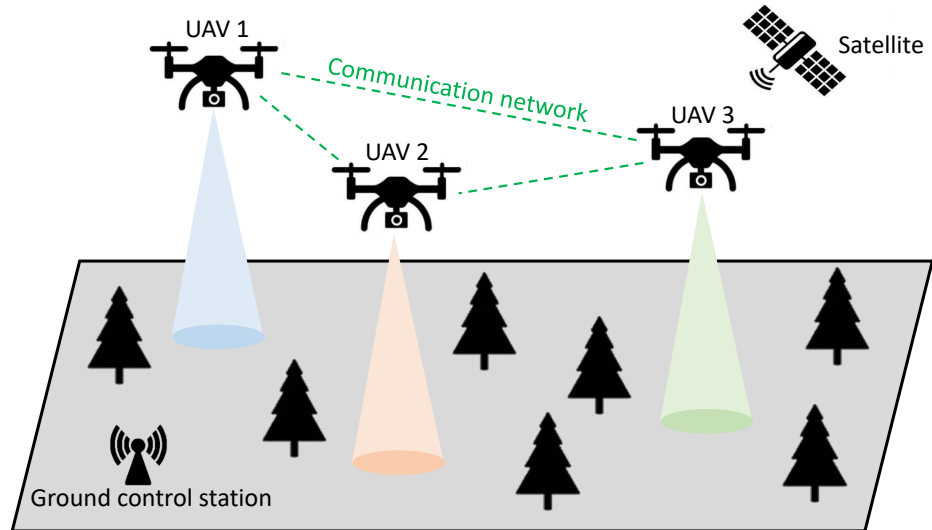 UAV 1
Satellite
Communication network
UAV 3
UAV 2
Ground control station